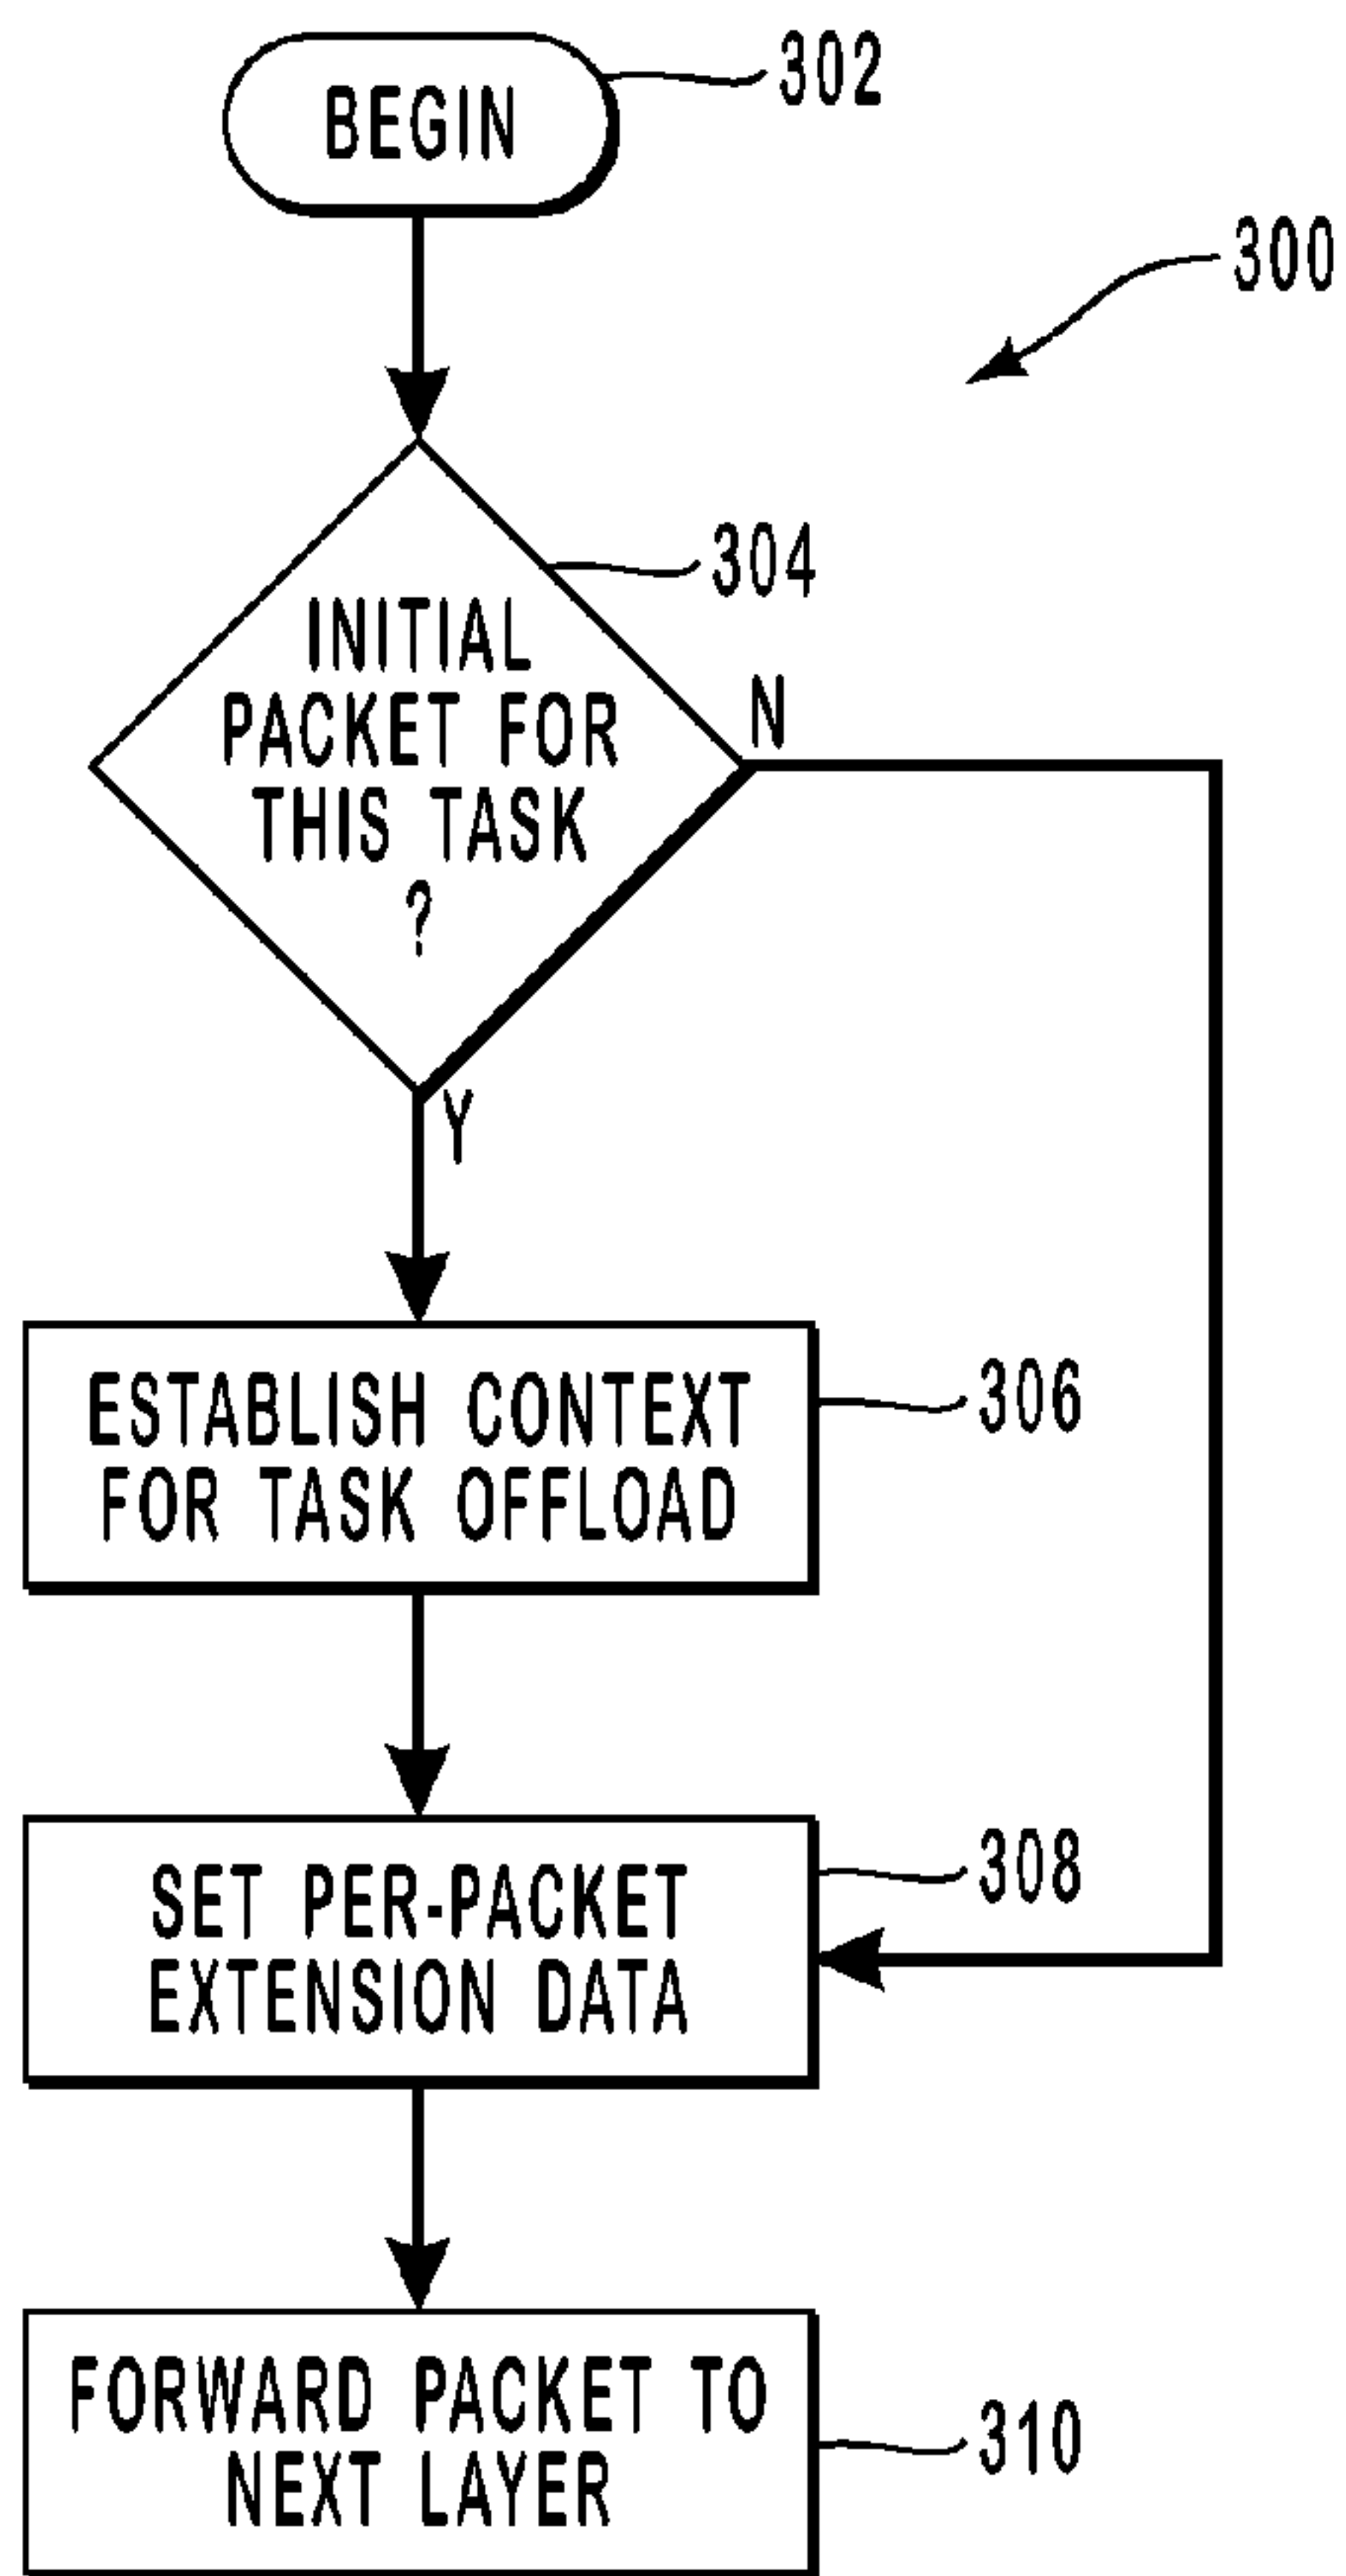 BEGIN
302
300
304
INITIAL
PACKET FOR
THIS TASK
?
N
Y
ESTABLISH CONTEXT
FOR TASK OFFLOAD
306
SET PER-PACKET
EXTENSION DATA
308
FORWARD PACKET TO
NEXT LAYER
310